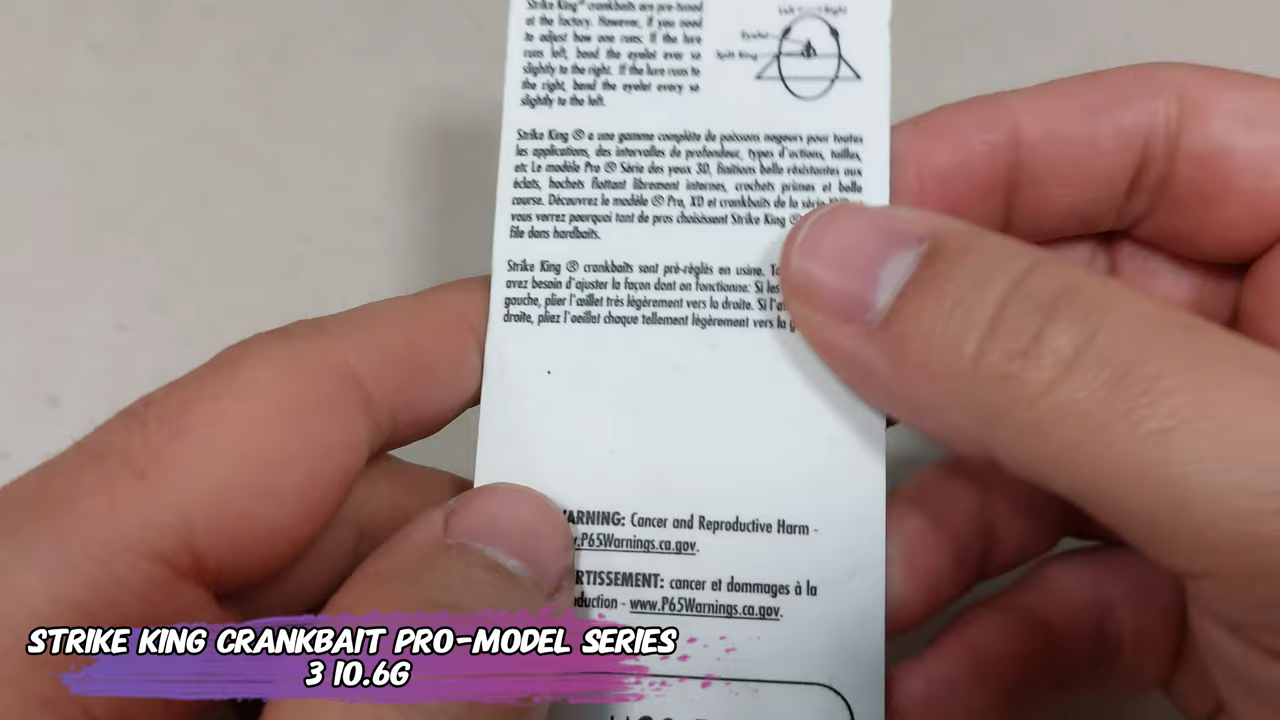 Strike King® crankbaits are pre-tuned
at the factory. However, if you need
to adjust how one runs: If the lure
runs left, bend the eyelet ever so
slightly to the right. If the lure runs to
the right, bend the eyelet every so
slightly to the left.
Left Right
Eyelet
Split Ring
Strike King ® a une gamme complète de poissons nageurs pour toutes
les applications, des intervalles de profondeur, types d'actions, tailles,
etc Le modèle Pro ® Série des yeux 3D, finitions belle résistantes aux
éclats, hochets flottant librement internes, crochets primes et belle
course. Découvrez le modèle ® Pro, XD et crankbaits de la série
vous verrez pourquoi tant de pros choisissent Strike King ®
file dans hardbaits.
Strike King ® crankbaits sont pré-réglés en usine.
avez besoin d'ajuster la façon dont on fonctionne: Si les
gauche, plier l'œillet très légèrement vers la droite. Si
droite, pliez l'oeillet chaque tellement légèrement vers la
WARNING: Cancer and Reproductive Harm -
.P65Warnings.ca.gov.
RTISSEMENT: cancer et dommages à la
duction - www.P65Warnings.ca.gov.
STRIKE KING CRANKBAIT PRO-MODEL SERIES
3 10.6G